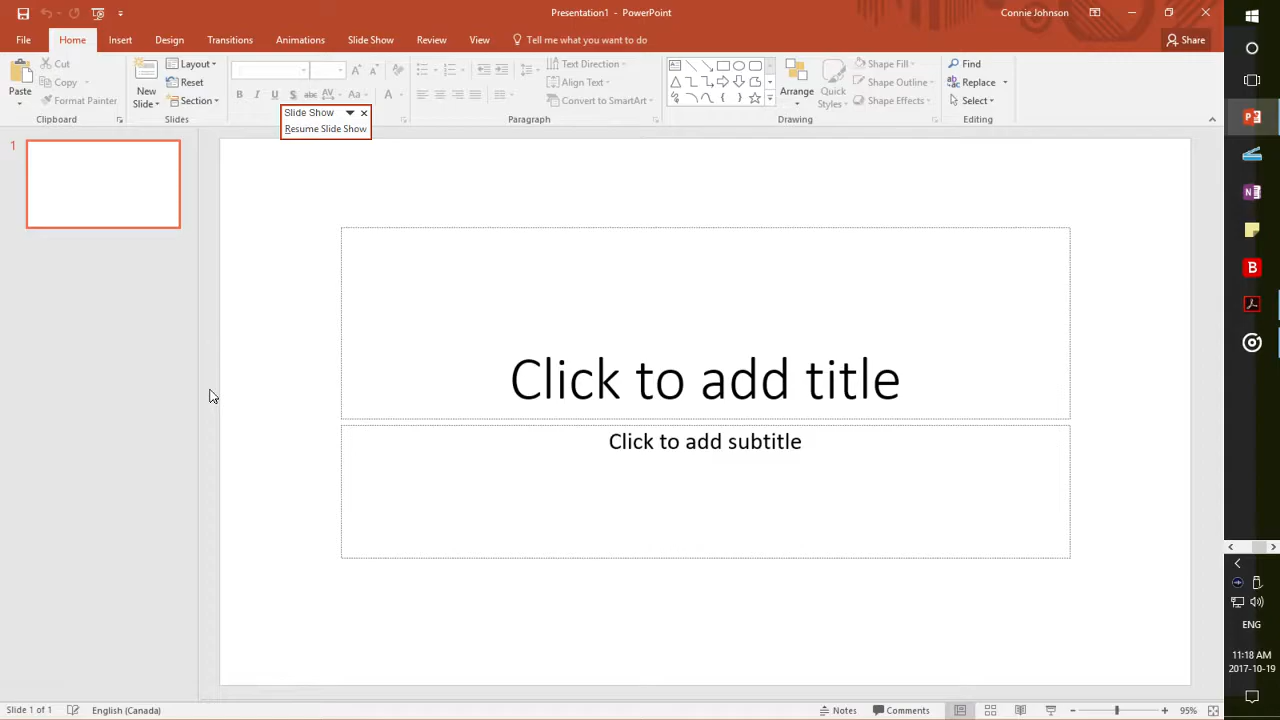 Presentation1 - PowerPoint
Connie Johnson
File Home Insert Design Transitions Animations Slide Show Review View Tell me what you want to do Share
Paste
Cut
Copy
Format Painter
Clipboard
New Slide
Layout
Reset
Section
Slides
B I U S abc AV Aa A
Slide Show
Resume Slide Show
Text Direction
Align Text
Convert to SmartArt
Paragraph
Arrange
Quick Styles
Shape Fill
Shape Outline
Shape Effects
Drawing
Find
Replace
Select
Editing
1
Click to add title
Click to add subtitle
ENG
11:18 AM
2017-10-19
Slide 1 of 1 English (Canada) Notes Comments 95%